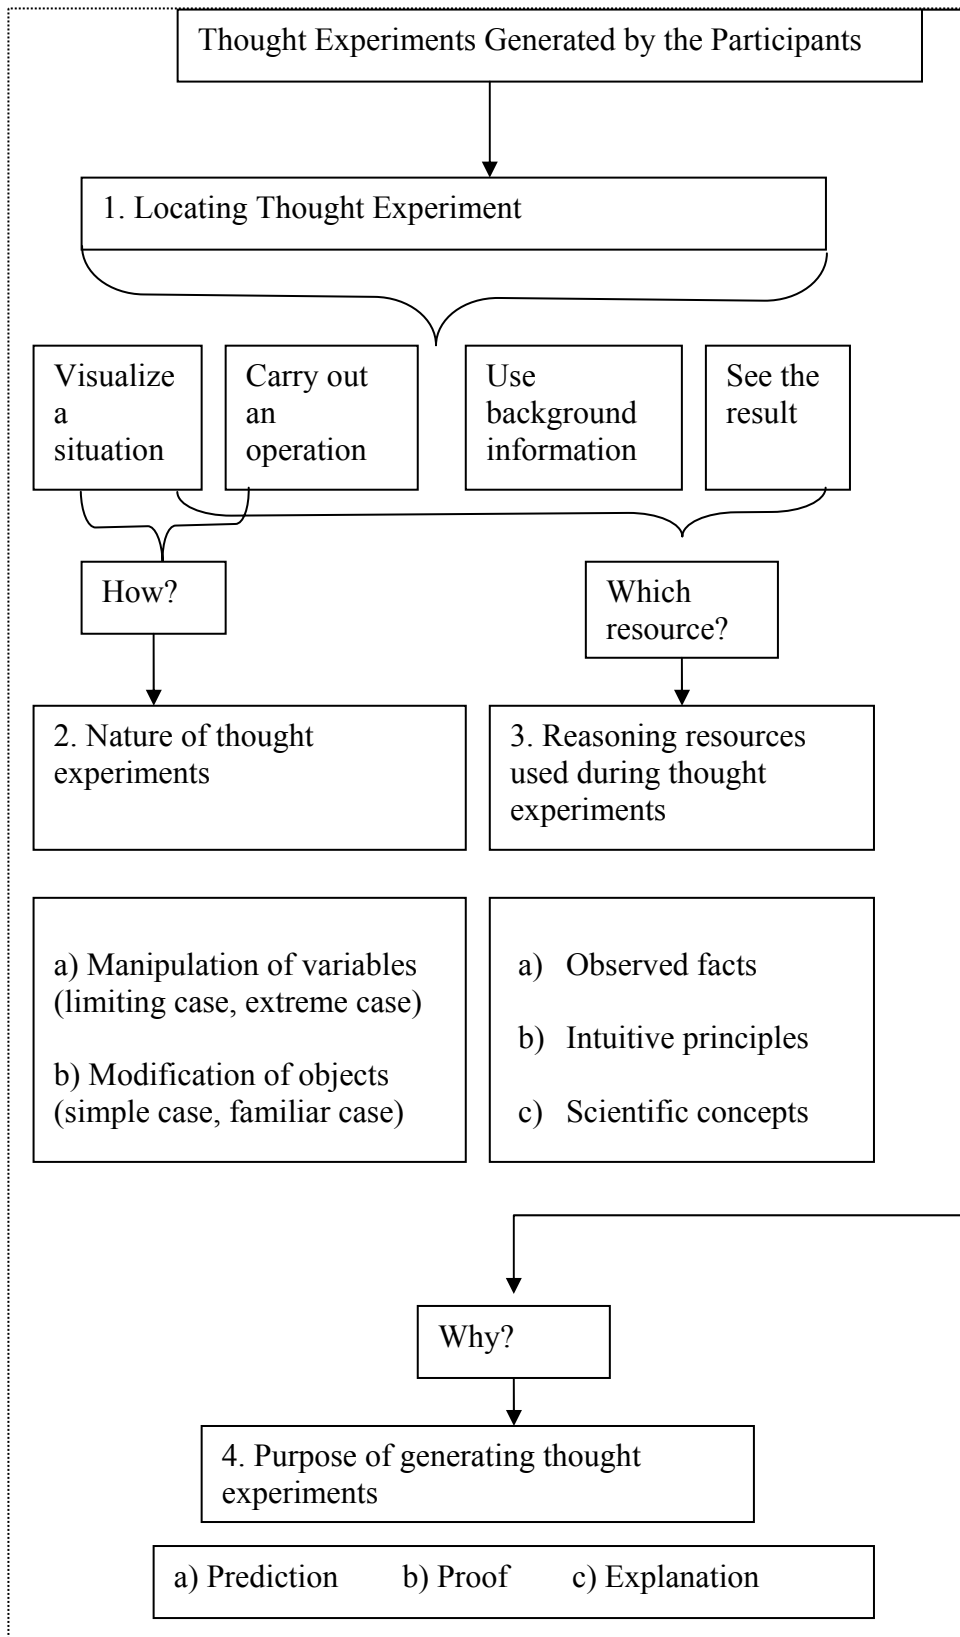 Thought Experiments Generated by the Participants
1. Locating Thought Experiment
Visualize
a
situation
Carry out
an
operation
Use
background
information
See the
result
How?
Which
resource?
2. Nature of thought
experiments
3. Reasoning resources
used during thought
experiments
a) Manipulation of variables
(limiting case, extreme case)
b) Modification of objects
(simple case, familiar case)
a) Observed facts
b) Intuitive principles
c) Scientific concepts
Why?
4. Purpose of generating thought
experiments
a) Prediction b) Proof c) Explanation